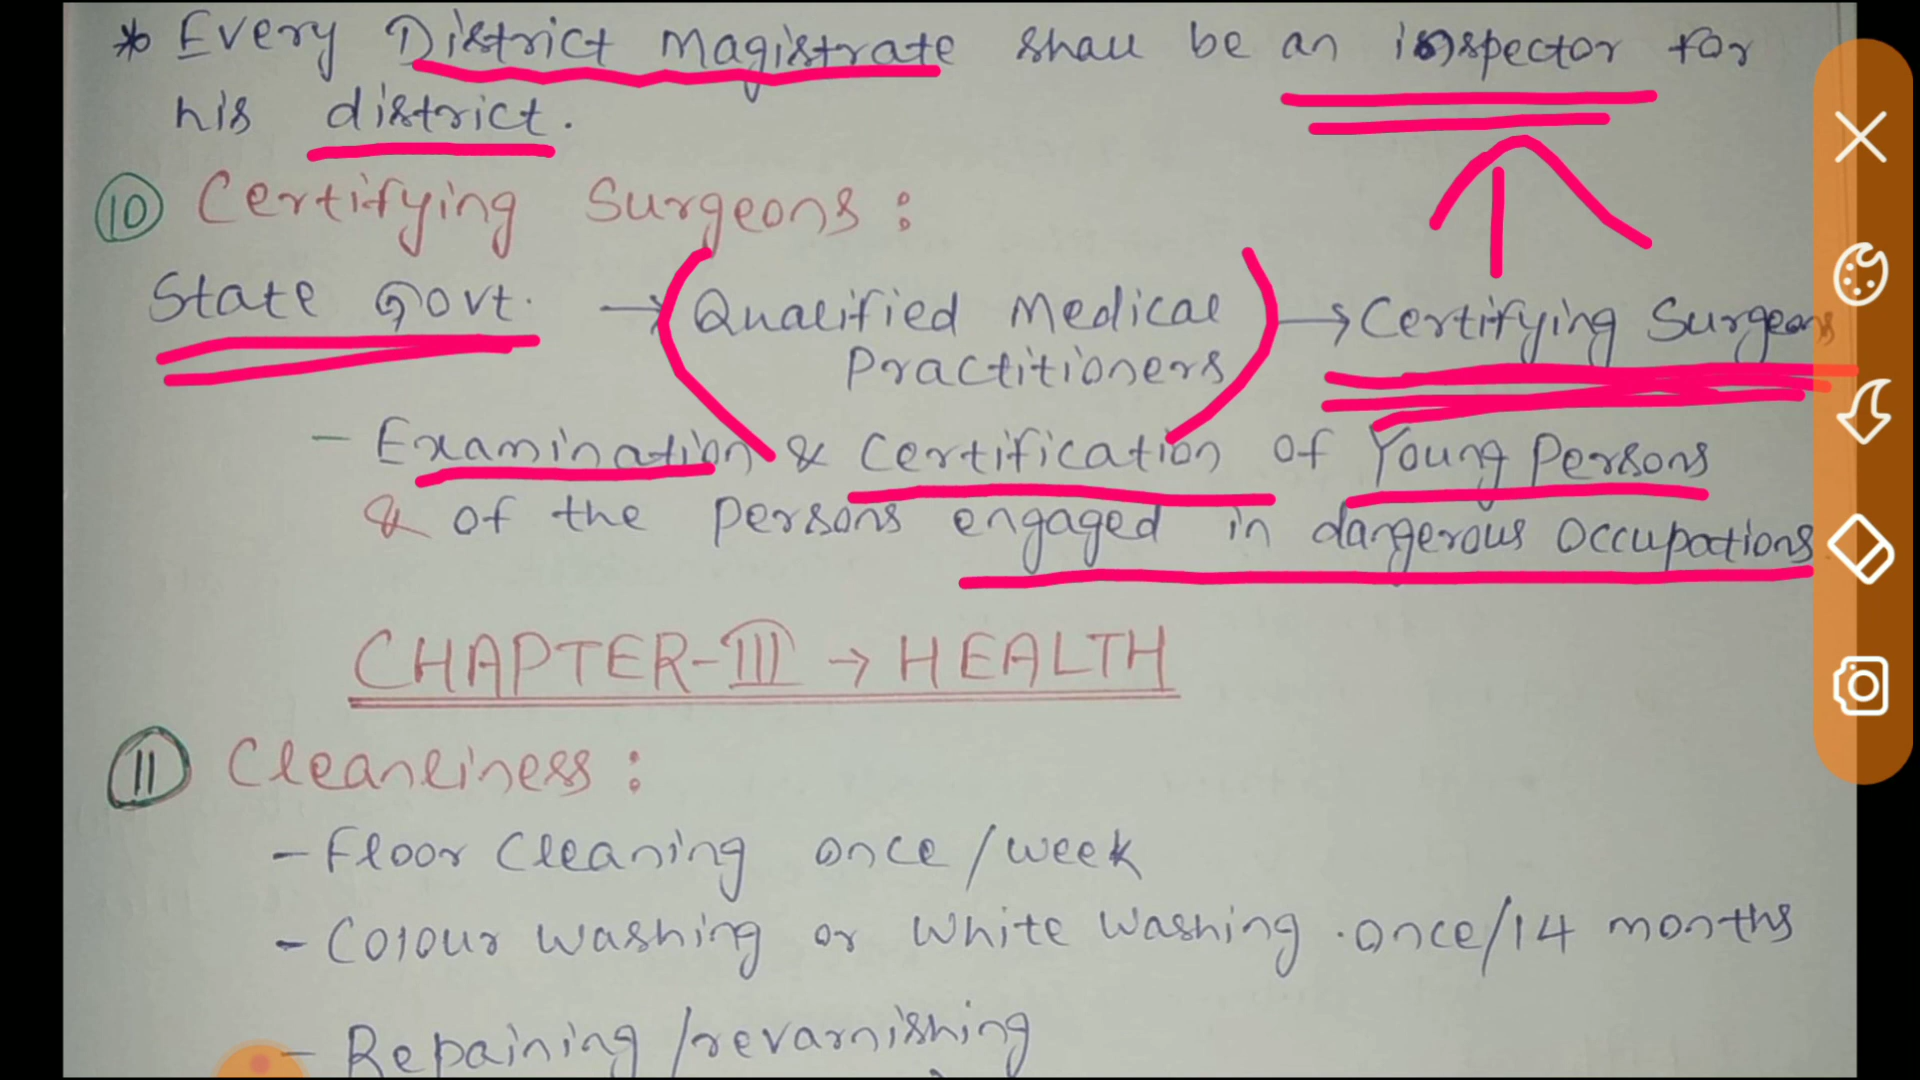 * Every District Magistrate shall be an inspector for
his district.
10 Certifying Surgeons :
State Govt. → Qualified Medical → Certifying Surgeons
Practitioners
- Examination & Certification of Young Persons
& of the persons engaged in dangerous occupations
CHAPTER-III → HEALTH
11 Cleanliness :
- Floor cleaning once/week
- Colour washing or white washing . once/14 months
- Repaining/revarnishing